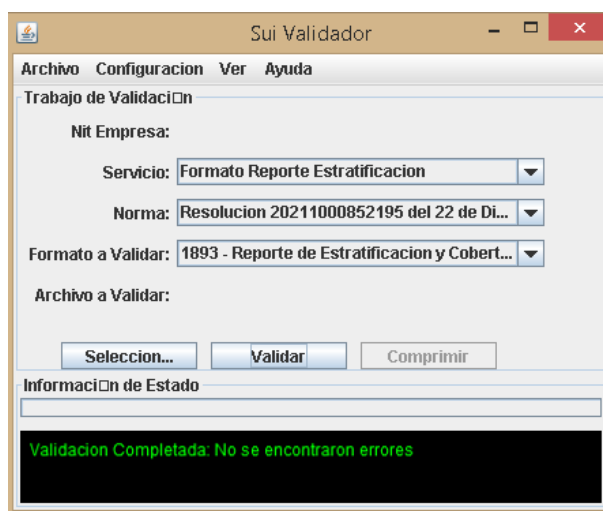 Sui Validador
Archivo Configuracion Ver Ayuda
Trabajo de Validaci□n
Nit Empresa:
Servicio: Formato Reporte Estratificacion
Norma: Resolucion 20211000852195 del 22 de Di...
Formato a Validar: 1893 - Reporte de Estratificacion y Cobert...
Archivo a Validar:
Seleccion... Validar Comprimir
Informaci□n de Estado
Validacion Completada: No se encontraron errores